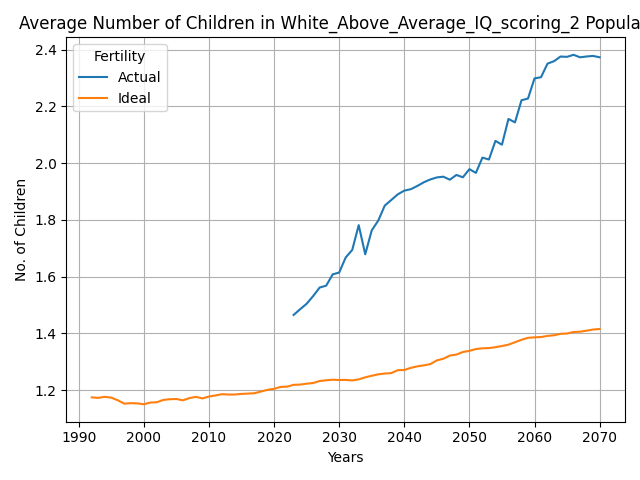 Average Number of Children in White_Above_Average_IQ_scoring_2 Popula
Fertility
Actual
Ideal
No. of Children
2.4
2.2
2.0
1.8
1.6
1.4
1.2
1990 2000 2010 2020 2030 2040 2050 2060 2070
Years